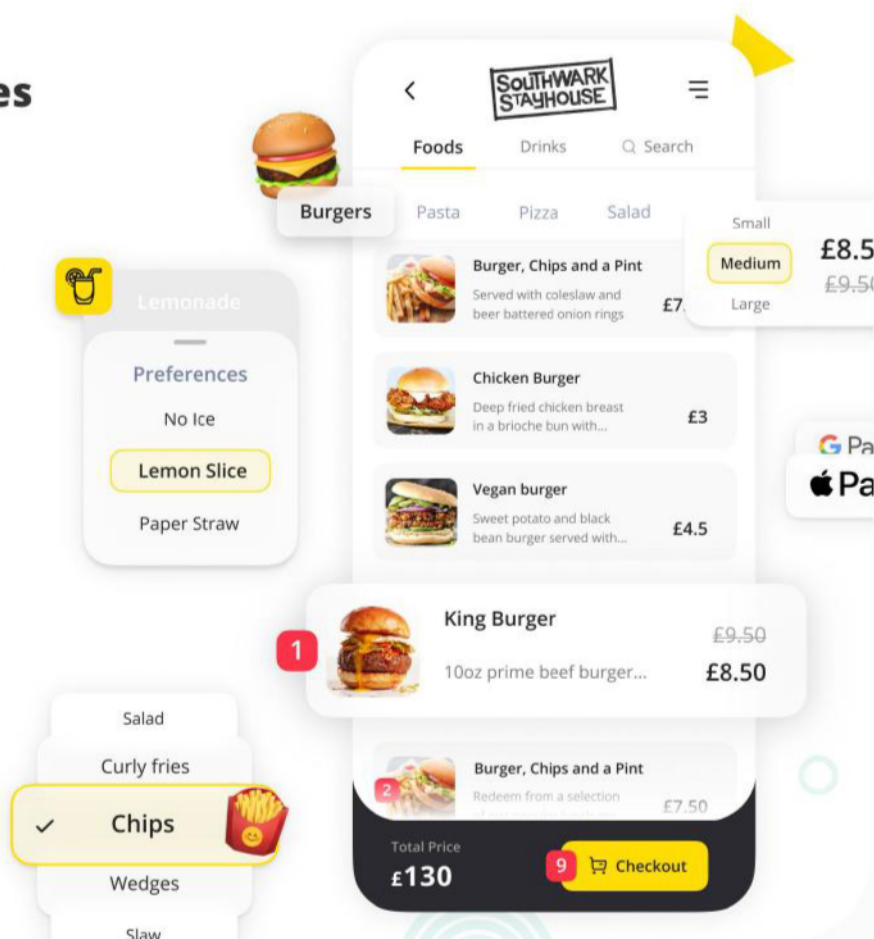 es
SOUTHWARK
STAYHOUSE
Foods
Drinks
Search
Burgers
Pasta
Pizza
Salad
Small
Medium
Large
£8.5
£9.50
Burger, Chips and a Pint
Served with coleslaw and
beer battered onion rings
£7.
Lemonade
Preferences
No Ice
Lemon Slice
Paper Straw
Chicken Burger
Deep fried chicken breast
in a brioche bun with...
£3
G Pa
Pa
Vegan burger
Sweet potato and black
bean burger served with...
£4.5
1
King Burger
10oz prime beef burger...
£9.50
£8.50
Salad
Curly fries
Chips
Wedges
Slaw
2
Burger, Chips and a Pint
Redeem from a selection
£7.50
Total Price
£130
9
Checkout